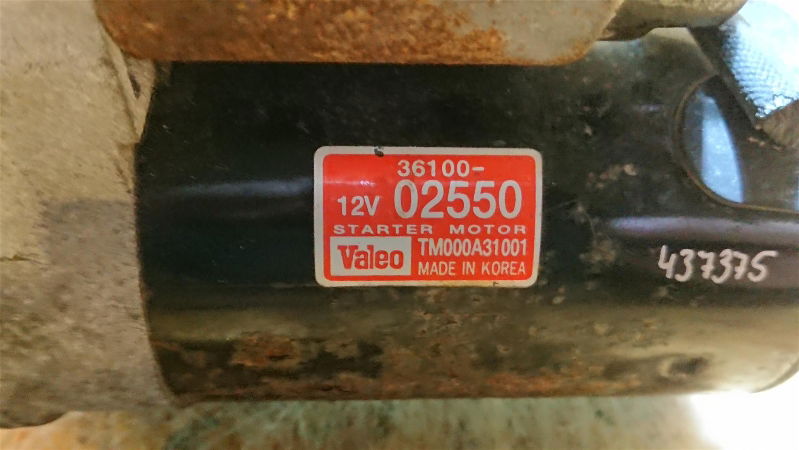 36100-
12V 02550
STARTER MOTOR
Valeo TM000A31001
MADE IN KOREA
437375